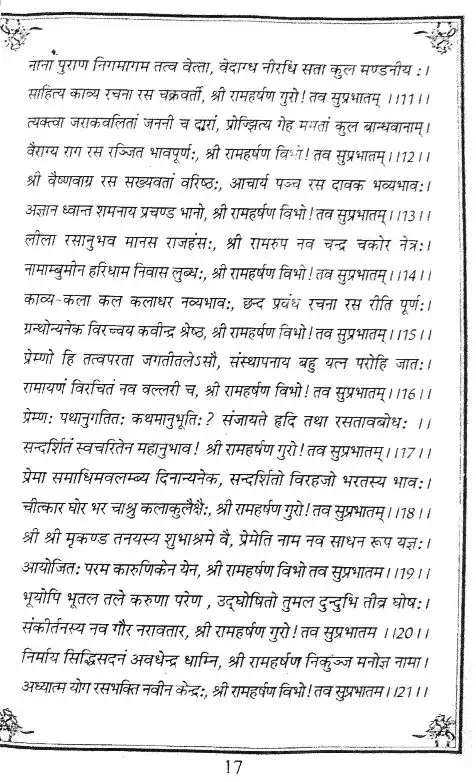 नानां पुराण निगमागम तत्व वेत्ता, वेदाग्ध नीरधि सता कुल मण्डनीय :।
साहित्य काव्य रचना रस चक्रवर्ती, श्री रामहर्षण गुरो! तव सुप्रभातम् ।।11।।
त्यक्त्वा जराकवलितां जननी च दारां, प्रोझ्झित्य गेह ममतां कुल बान्धवानाम्।
वैराग्य राग रस रञ्जित भावपूर्ण:, श्री रामहर्षण विभो! तव सुप्रभातम्।।12।।
श्री वैष्णवाग्र रस सख्यवतां वरिष्ठ:, आचार्य पञ्च रस दावक भव्यभाव:।
अज्ञान ध्वान्त शमनाय प्रचण्ड भानो, श्री रामहर्षण विभो! तव सुप्रभातम्।।13।।
लीला रसानुभव मानस राजहंस:, श्री रामरुप नव चन्द्र चकोर नेत्र:।
नामाम्बुमीन हरिधाम निवास लुब्ध:, श्री रामहर्षण विभो! तव सुप्रभातम्।।14।।
काव्य-कला कल कलाधर नव्यभाव:, छन्द प्रवंध रचना रस रीति पूर्ण:।
ग्रन्थोन्यनेक विरच्चय कवीन्द्र श्रेष्ठ, श्री रामहर्षण विभो! तव सुप्रभातम्।।15।।
प्रेम्णो हि तत्वपरता जगतीतलेऽसौ, संस्थापनाय बहु यत्न परोहि जात:।
रामायणं विरचितं नव वल्लरी च, श्री रामहर्षण विभो! तव सुप्रभातम् ।।16।।
प्रेम्ण: पथानुगतित: कथमानुभूति:? संजायते हृदि तथा रसतावबोध: ।।
सन्दर्शितं स्वचरितेन महानुभाव! श्री रामहर्षण गुरो! तव सुप्रभातम्।।17।।
प्रेमा समाधिमवलम्ब्य दिनान्यनेक, सन्दर्शितो विरहजो भरतस्य भाव:।
चीत्कार घोर भर चाश्रु कलाकुलैक्षै:, श्री रामहर्षण गुरो! तव सुप्रभातम्।।18।।
श्री श्री मृकण्ड तनयस्य शुभाश्रमे वै, प्रेमेति नाम नव साधन रूप यज्ञ:।
आयोजित: परम कारुणिकेन येन, श्री रामहर्षण विभो तव सुप्रभातम।।19।।
भूयोपि भूतल तले करुणा परेण , उद्घोषितो तुमल दुन्दुभि तीव्र घोष:।
संकीर्तनस्य नव गौर नरावतार, श्री रामहर्षण गुरो! तव सुप्रभातम ।।20।।
निर्माय सिद्धिसदनं अवधेन्द्र धाम्नि, श्री रामहर्षण निकुञ्ज मनोज्ञ नामा।
अध्यात्म योग रसभक्ति नवीन केन्द्र:, श्री रामहर्षण विभो! तव सुप्रभातम।।21।।
17